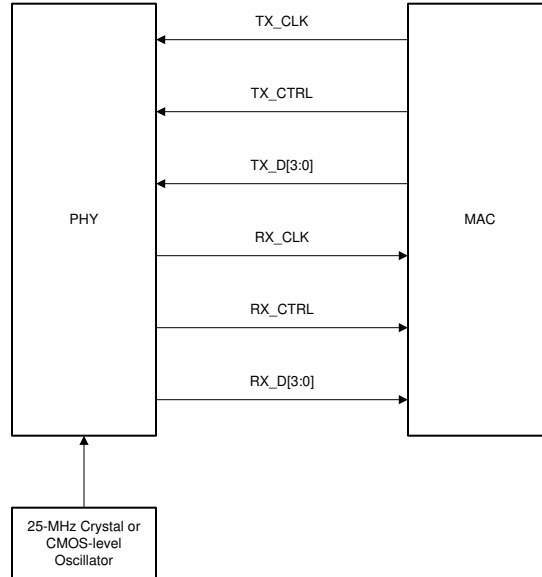 TX_CLK
TX_CTRL
TX_D[3:0]
PHY
MAC
RX_CLK
RX_CTRL
RX_D[3:0]
25-MHz Crystal or
CMOS-level
Oscillator